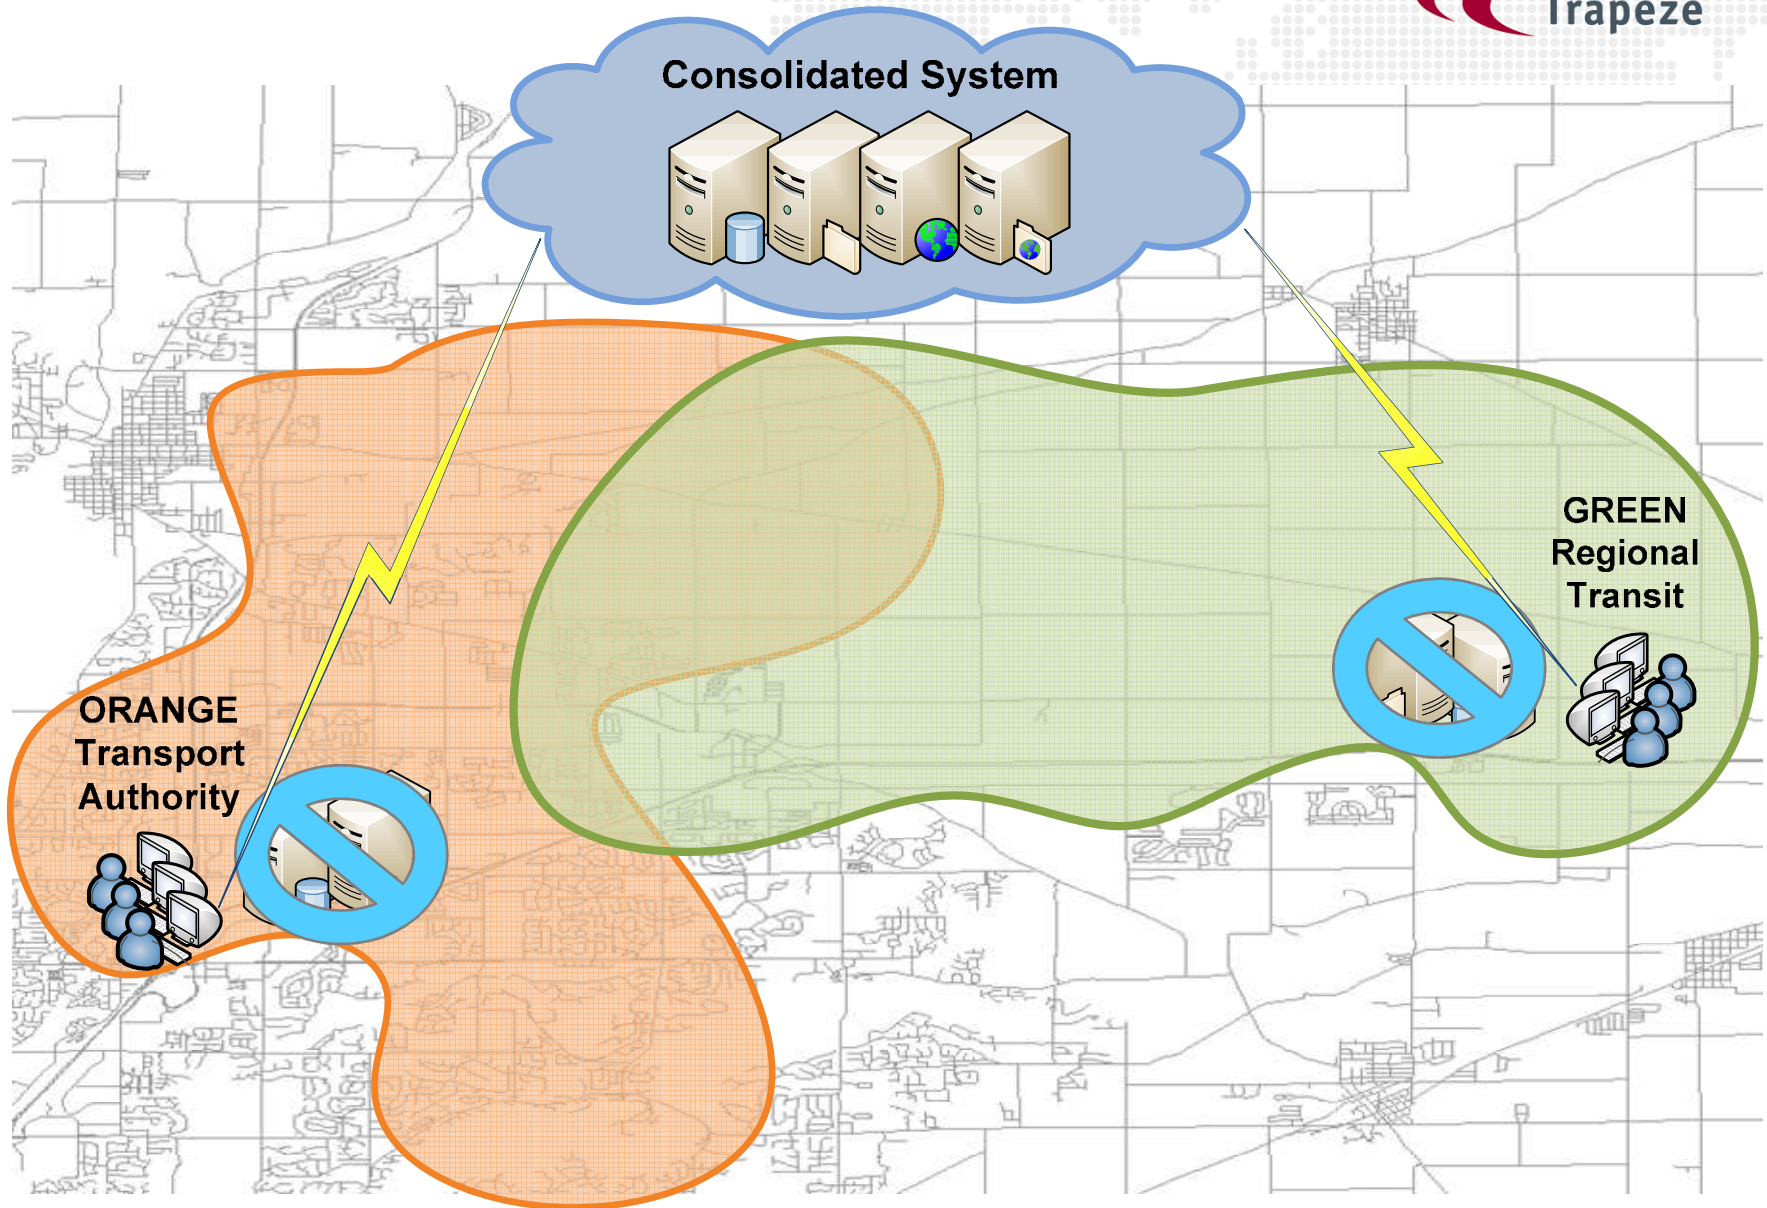 Trapeze
Consolidated System
GREEN
Regional
Transit
ORANGE
Transport
Authority